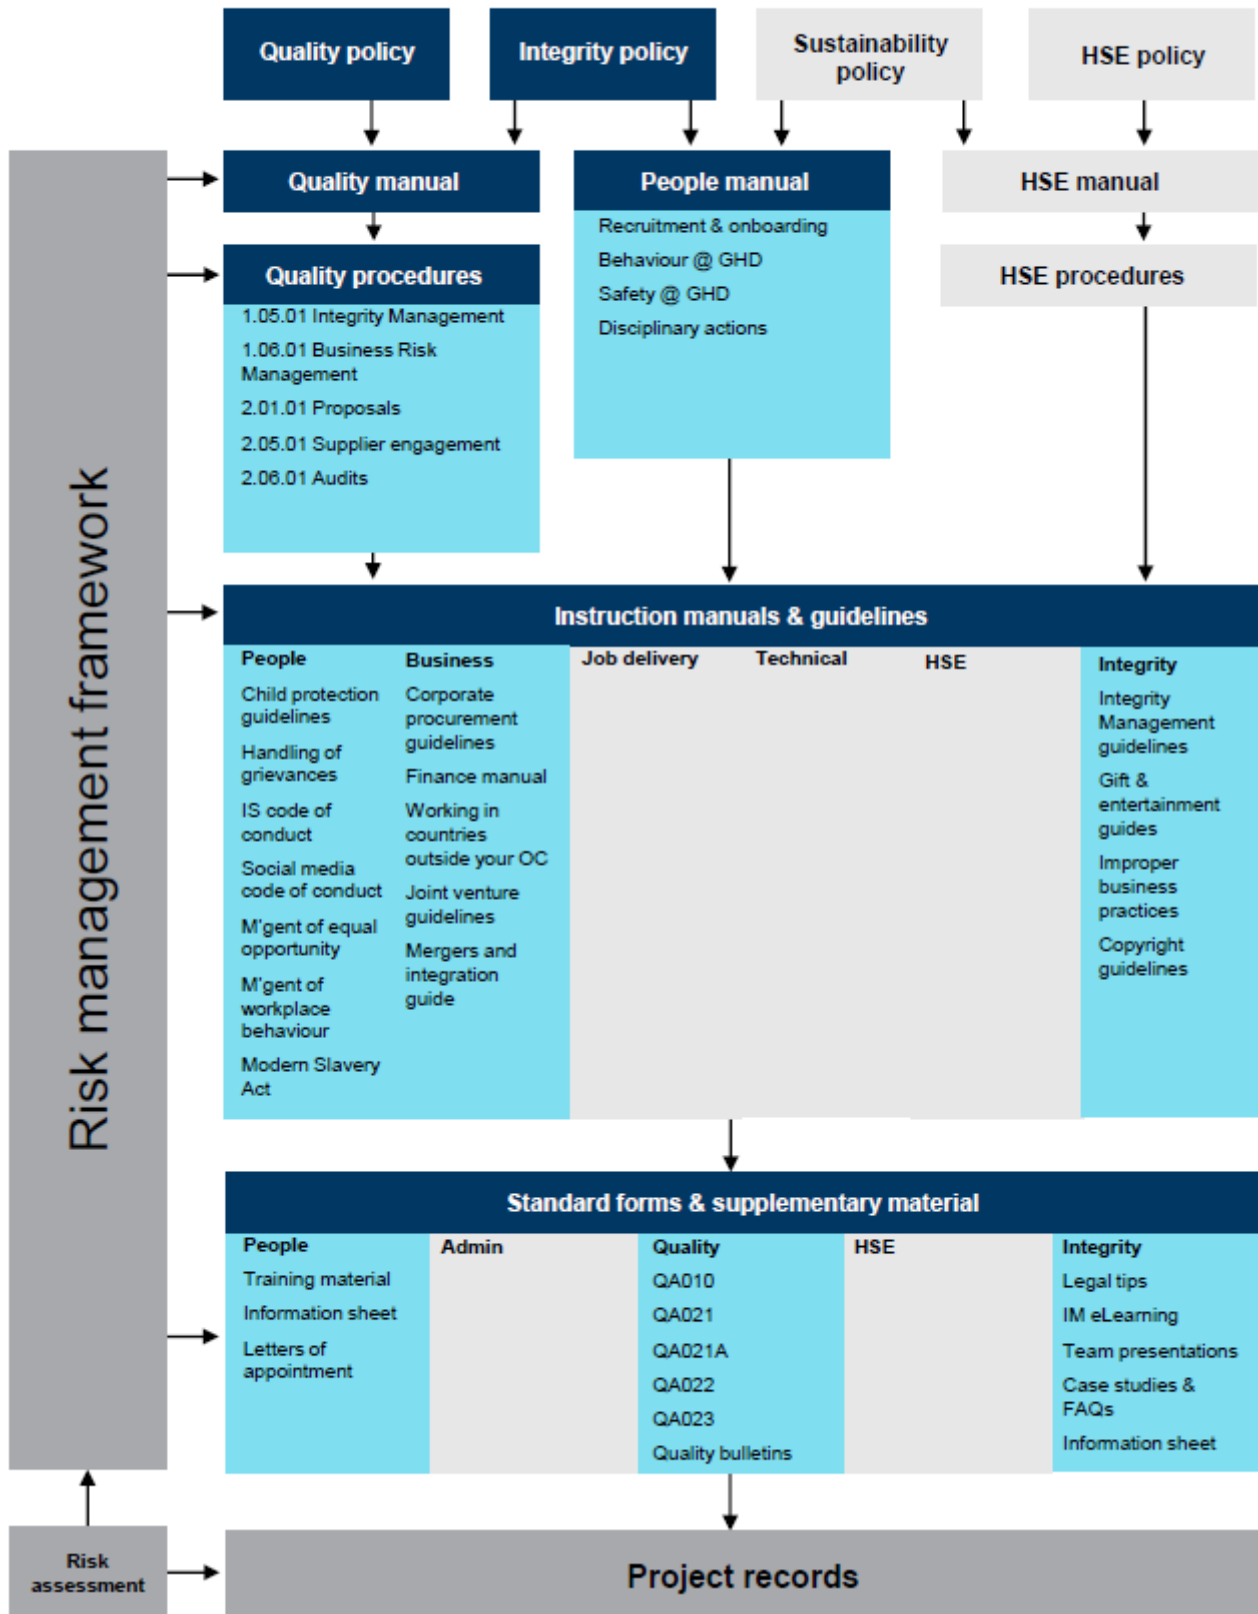 Quality policy
Integrity policy
Sustainability
policy
HSE policy
Risk management framework
Quality manual
People manual
HSE manual
Recruitment & onboarding
Behaviour @ GHD
Safety @ GHD
Disciplinary actions
Quality procedures
HSE procedures
1.05.01 Integrity Management
1.06.01 Business Risk
Management
2.01.01 Proposals
2.05.01 Supplier engagement
2.06.01 Audits
Instruction manuals & guidelines
People
Child protection
guidelines
Handling of
grievances
IS code of
conduct
Social media
code of conduct
M'gent of equal
opportunity
M'gent of
workplace
behaviour
Modern Slavery
Act
Business
Corporate
procurement
guidelines
Finance manual
Working in
countries
outside your OC
Joint venture
guidelines
Mergers and
integration
guide
Job delivery
Technical
HSE
Integrity
Integrity
Management
guidelines
Gift &
entertainment
guides
Improper
business
practices
Copyright
guidelines
Standard forms & supplementary material
People
Training material
Information sheet
Letters of
appointment
Admin
Quality
QA010
QA021
QA021A
QA022
QA023
Quality bulletins
HSE
Integrity
Legal tips
IM eLearning
Team presentations
Case studies &
FAQs
Information sheet
Risk
assessment
Project records